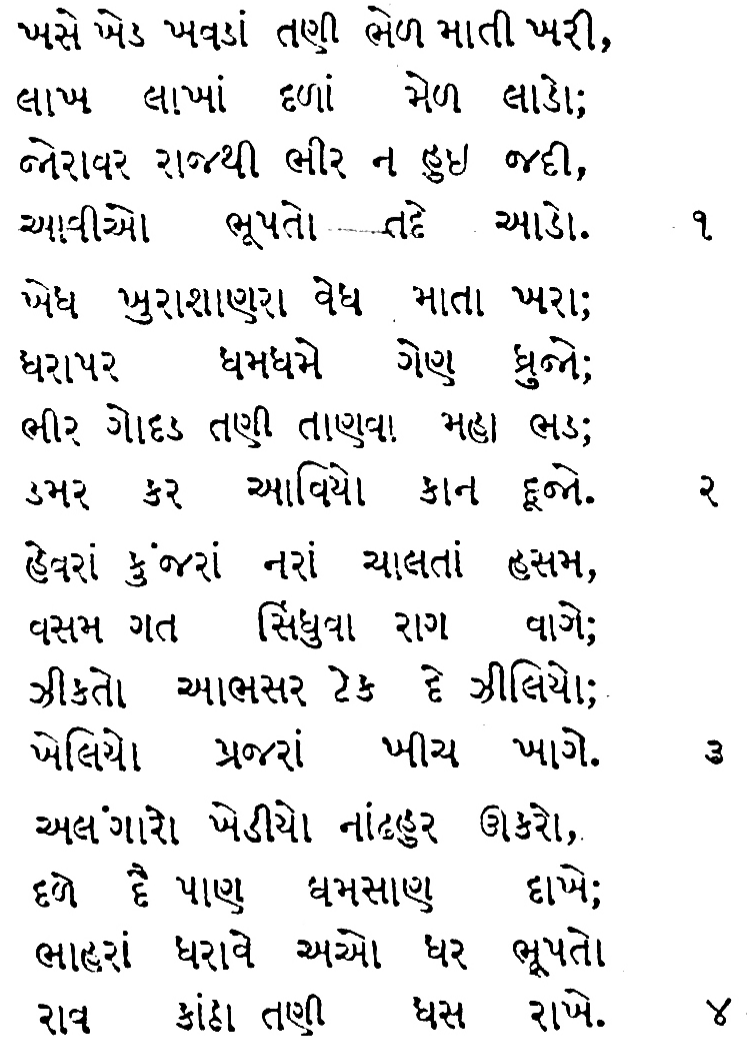 ખસે ખેડ ખવડાં તણી ભેળ માતી ખરી,
લાખ લાખાં દળાં મેળ લાડો;
જોરાવર રાજથી ભીર ન હુઇ જદી,
આવીઓ ભૂપતો તદે આડો. ૧
ખેધ ખુરાશાણરા વેધ માતા ખરા;
ધરાપર ધમધમે ગેણ ધ્રુજો;
ભીર ગોદડ તણી તાણવા મહા ભડ;
ડમર કર આવિયો કાન દૂજો. ૨
હેવરાં કુંજરાં નરાં ચાલતાં હસમ,
વસમ ગત સિંધુવા રાગ વાગે;
ઝીકતો આભસર ટેક દે ઝીલિયો;
ખેલિયો પ્રજરાં ખીચ ખાગે. ૩
અલંગારો ખેડીયો નાંઢહુર ઊકરો,
દળે દૈ પાણ ઘમસાણ દાખે;
ભાહરાં ધરાવે અઓ ધર ભૂપતો
રાવ કાંઠા તણી ધસ રાખે. ૪